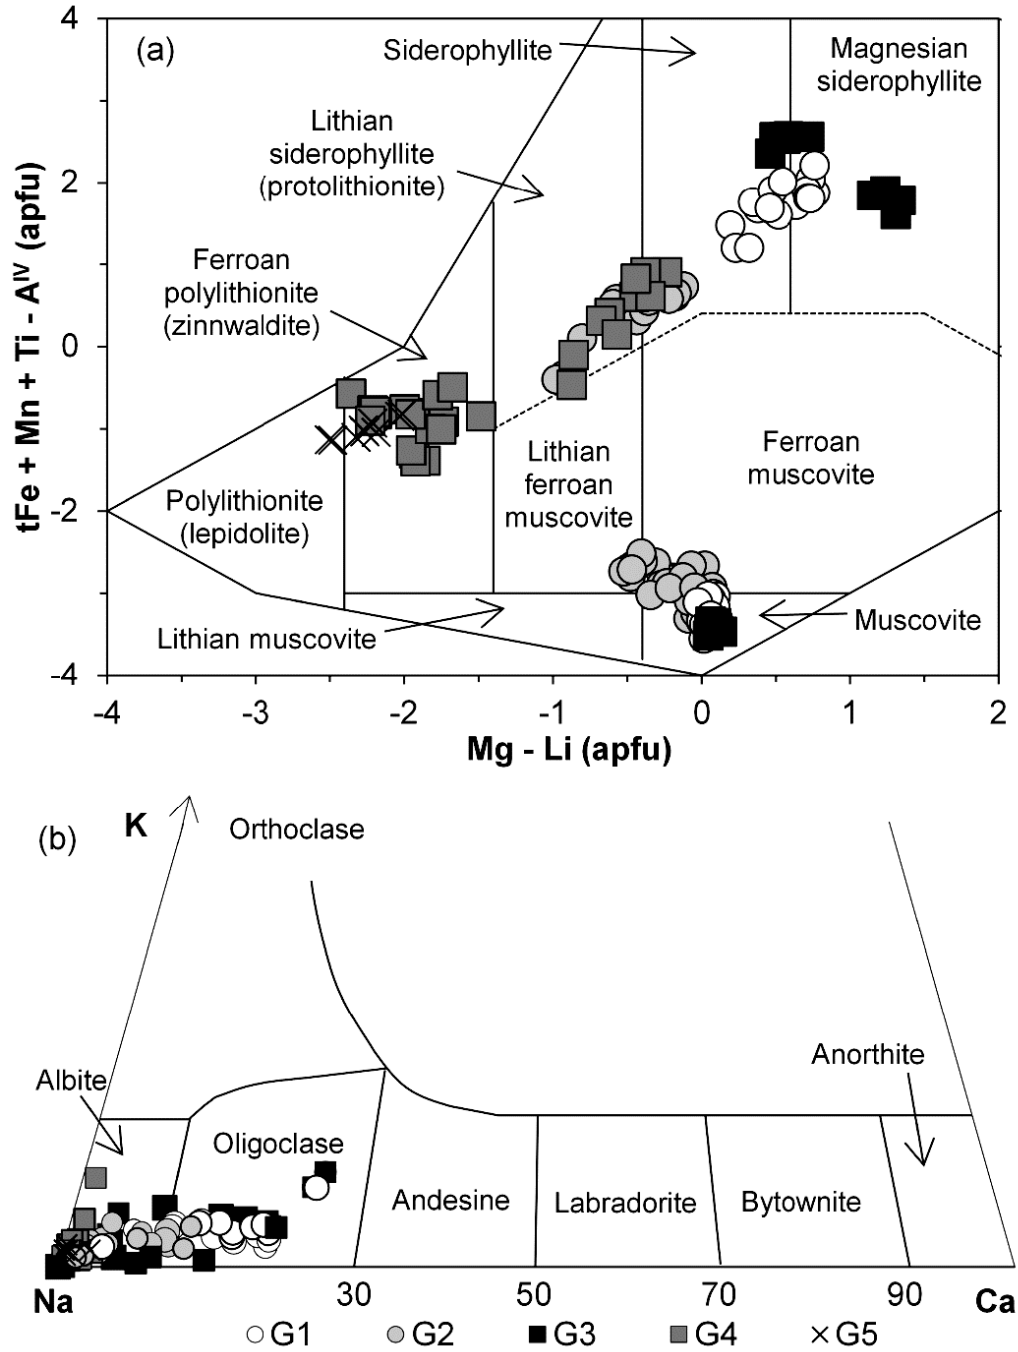 (a)
4
2
0
-2
-4
tFe + Mn + Ti - A^IV (apfu)
Siderophyllite
Magnesian
siderophyllite
Lithian
siderophyllite
(protolithionite)
Ferroan
polylithionite
(zinnwaldite)
Polylithionite
(lepidolite)
Lithian
ferroan
muscovite
Ferroan
muscovite
Lithian muscovite
Muscovite
-4 -3 -2 -1 0 1 2
Mg - Li (apfu)
(b)
K
Orthoclase
Albite
Anorthite
Oligoclase
Andesine
Labradorite
Bytownite
Na 30 50 70 90 Ca
G1 G2 G3 G4 G5